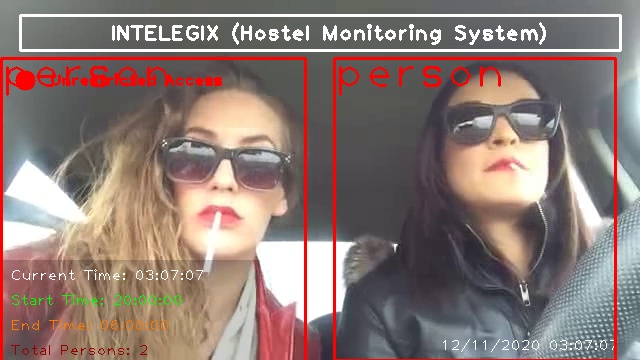 INTELEGIX (Hostel Monitoring System)
person
person
Unrestricted Access
Current Time: 03:07:07
Start Time: 20:00:00
End Time: 06:00:00
Total Persons: 2
12/11/2020 03:07:07